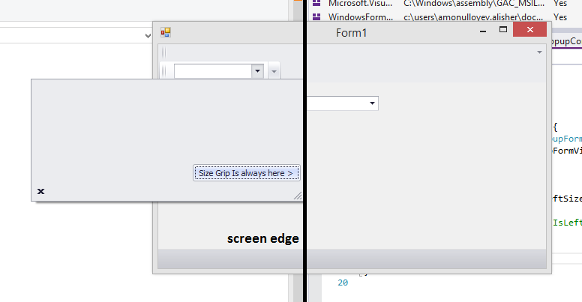 Microsoft.Visu... C:\Windows\assembly\GAC_MSIL... Yes
WindowsForm... c:\users\amonulloyev.alisher\doc... Yes
Form1
opupCo
{
upForm
FormVi
Size Grip Is always here >
x
ftSize
IsLeft
screen edge
20